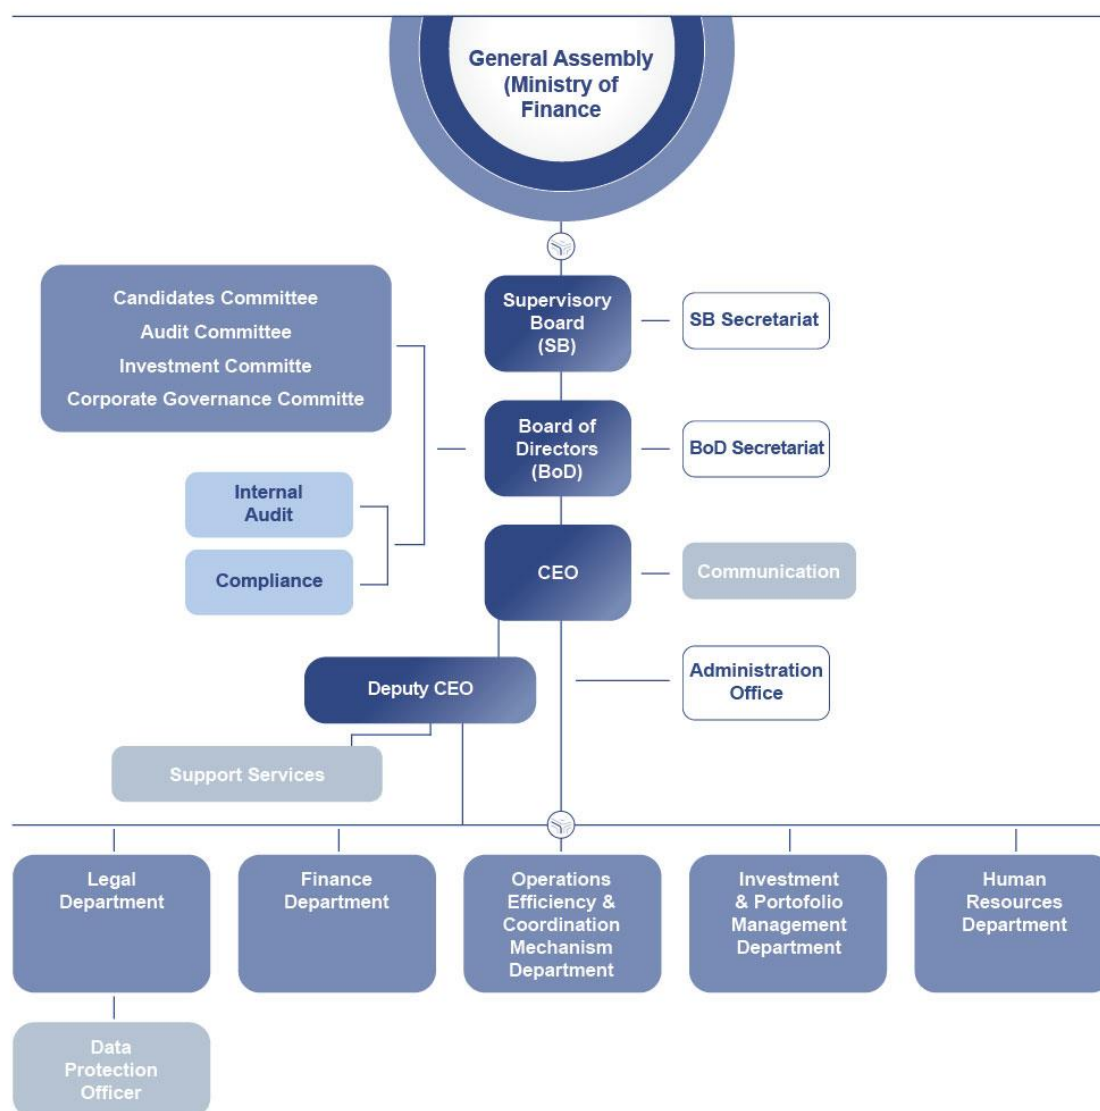 General Assembly
(Ministry of
Finance
Candidates Committee
Audit Committee
Investment Committe
Corporate Governance Committe
Supervisory
Board
(SB)
SB Secretariat
Board of
Directors
(BoD)
BoD Secretariat
Internal
Audit
Compliance
CEO
Communication
Deputy CEO
Administration
Office
Support Services
Legal
Department
Finance
Department
Operations
Efficiency &
Coordination
Mechanism
Department
Investment
& Portofolio
Management
Department
Human
Resources
Department
Data
Protection
Officer